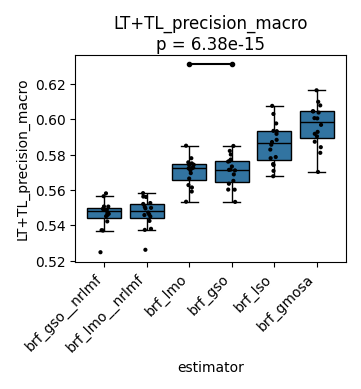 LT+TL_precision_macro
p = 6.38e-15
LT+TL_precision_macro
0.62
0.60
0.58
0.56
0.54
0.52
brf_gso__nrlmf
brf_lmo__nrlmf
brf_lmo
brf_gso
brf_lso
brf_gmosa
estimator